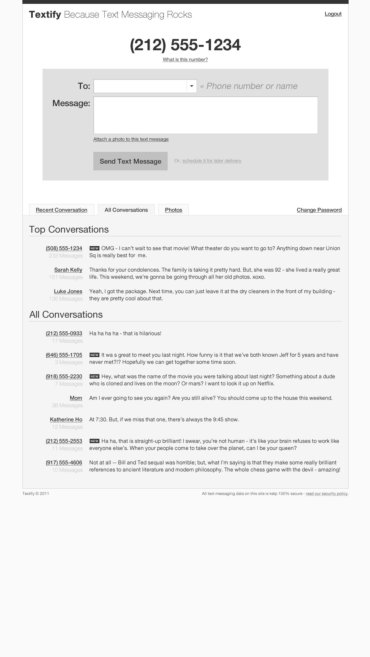 Textify Because Text Messaging Rocks
Logout
(212) 555-1234
What is this number?
To:
« Phone number or name
Message:
Attach a photo to this text message
Send Text Message
Or, schedule it for later delivery.
Recent Conversation
All Conversations
Photos
Change Password
Top Conversations
(508) 555-1234
Messages
NEW OMG - I can't wait to see that movie! What theater do you want to go to? Anything down near Union
Sq is really best for me.
Sarah Kelly
Messages
Thanks for your condolences. The family is taking it pretty hard. But, she was 92 - she lived a really great
life. This weekend, we're gonna be going through all her old photos. xoxo.
Luke Jones
Messages
Yeah, I got the package. Next time, you can just leave it at the dry cleaners in the front of my building -
they are pretty cool about that.
All Conversations
(212) 555-0933
17 Messages
Ha ha ha ha - that is hilarious!
(646) 555-1705
Messages
NEW It we s great to meet you last night. How funny is it that we've both known Jeff for 5 years and have
never met?!? Hopefully we can get together some time soon.
(918) 555-2230
Messages
NEW Hey, what was the name of the movie you were talking about last night? Something about a dude
who is cloned and lives on the moon? Or mars? I want to look it up on Netflix.
Mom
Messages
Am I ever going to see you again? Are you still alive? You should come up to the house this weekend.
Katherine Ho
Messages
At 7:30. But, if we miss that one, there's always the 9:45 show.
(212) 555-2553
11 Messages
NEW Ha ha, that is straight-up brilliant! I swear, you're not human - it's like your brain refuses to work like
everyone else's. When your people come to take over the planet, can I be your queen?
(917) 555-4606
Messages
Not at all -- Bill and Ted sequal was horrible; but, what I'm saying is that they make some really brilliant
references to ancient literature and modern philosophy. The whole chess game with the devil - amazing!
Textify © 2011
All text messaging data on this site is kept 100% secure - read our security policy.